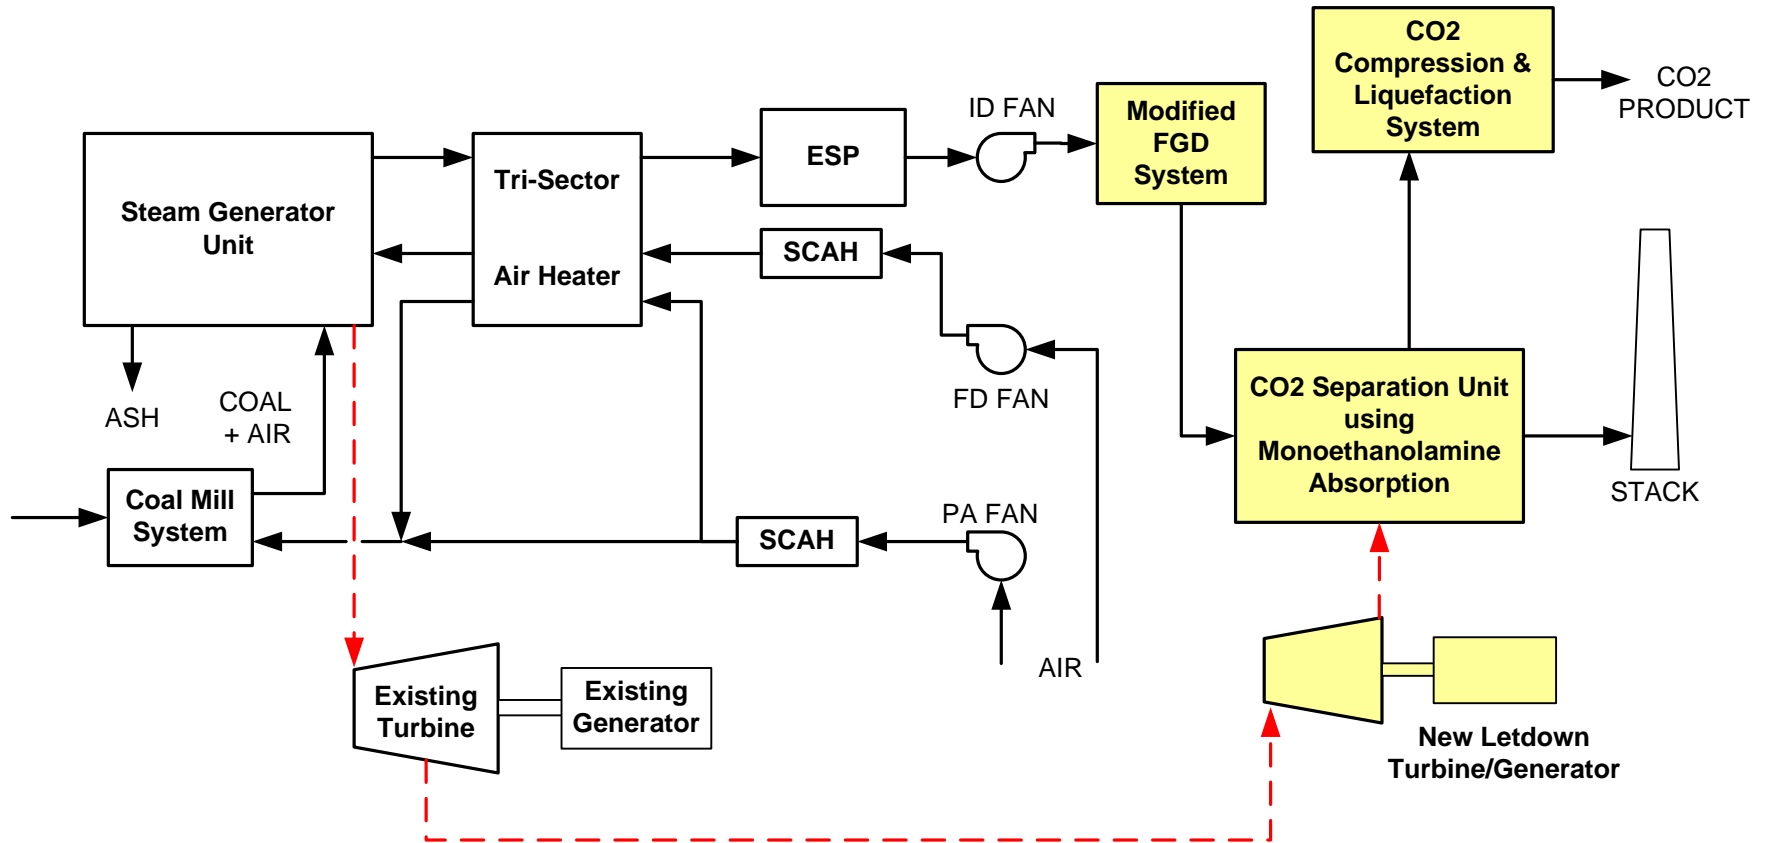 CO2
Compression &
Liquefaction
System
CO2
PRODUCT
ID FAN
Modified
FGD
System
ESP
Tri-Sector
Air Heater
Steam Generator
Unit
SCAH
FD FAN
ASH
COAL
+ AIR
CO2 Separation Unit
using
Monoethanolamine
Absorption
STACK
Coal Mill
System
PA FAN
SCAH
AIR
Existing
Turbine
Existing
Generator
New Letdown
Turbine/Generator